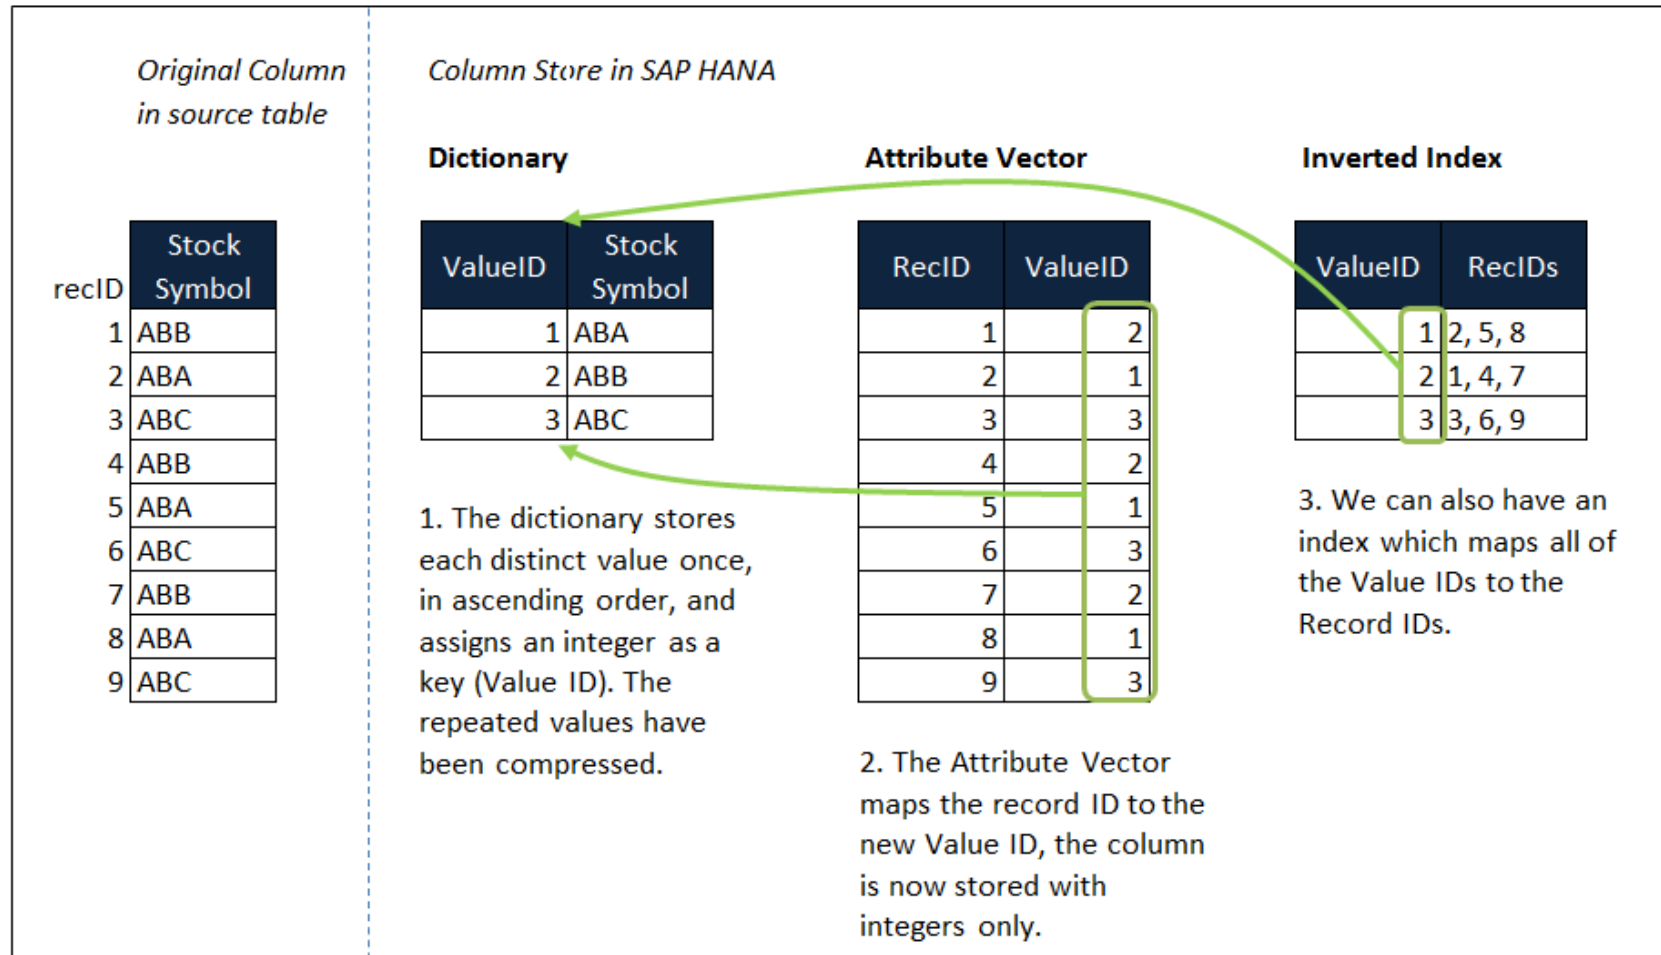 Original Column
in source table
Column Store in SAP HANA
Dictionary
Attribute Vector
Inverted Index
recID
Stock
Symbol
1 ABB
2 ABA
3 ABC
4 ABB
5 ABA
6 ABC
7 ABB
8 ABA
9 ABC
ValueID
Stock
Symbol
1 ABA
2 ABB
3 ABC
1. The dictionary stores
each distinct value once,
in ascending order, and
assigns an integer as a
key (Value ID). The
repeated values have
been compressed.
RecID ValueID
1 2
2 1
3 3
4 2
5 1
6 3
7 2
8 1
9 3
2. The Attribute Vector
maps the record ID to the
new Value ID, the column
is now stored with
integers only.
ValueID RecIDs
1 2, 5, 8
2 1, 4, 7
3 3, 6, 9
3. We can also have an
index which maps all of
the Value IDs to the
Record IDs.